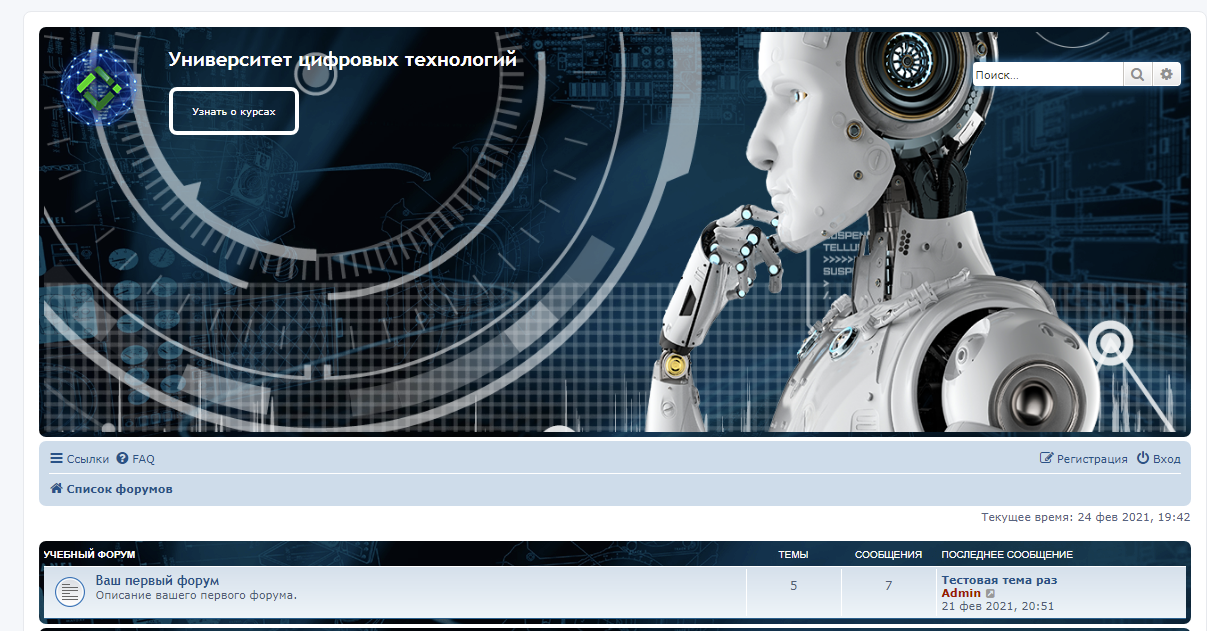 Университет цифровых технологий
Поиск...
Узнать о курсах
SUSPEN
TELLU
>>>>>
SUSP
Ссылки FAQ Регистрация Вход
Список форумов
Текущее время: 24 фев 2021, 19:42
УЧЕБНЫЙ ФОРУМ ТЕМЫ СООБЩЕНИЯ ПОСЛЕДНЕЕ СООБЩЕНИЕ
Ваш первый форум 5 7 Тестовая тема раз
Описание вашего первого форума. Admin
21 фев 2021, 20:51